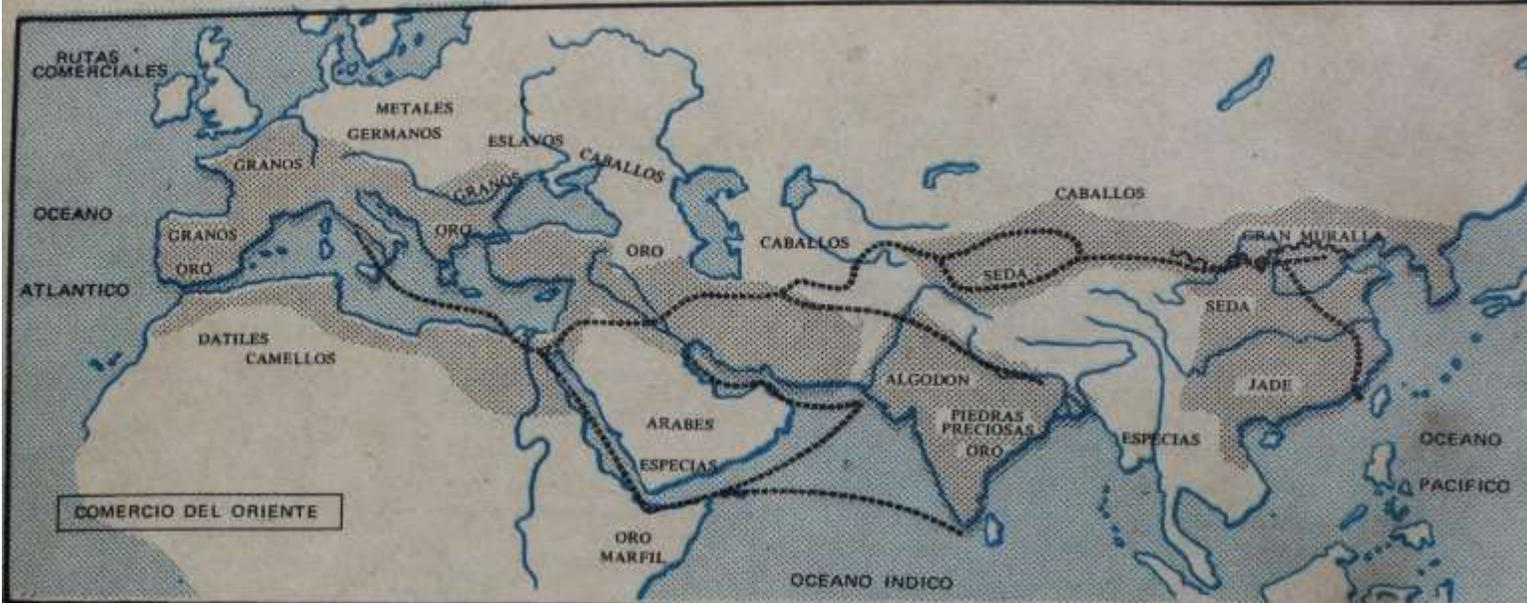 RUTAS
COMERCIALES
METALES
GERMANOS
ESLAVOS
GRANOS
CABALLOS
GRANOS
CABALLOS
OCEANO
GRANOS
ORO
ORO
CABALLOS
GRAN MURALLA
ORO
SEDA
ATLANTICO
SEDA
DATILES
CAMELLOS
ALGODON
JADE
ARABES
PIEDRAS
PRECIOSAS
ORO
ESPECIAS
OCEANO
ESPECIAS
PACIFICO
COMERCIO DEL ORIENTE
ORO
MARFIL
OCEANO INDICO